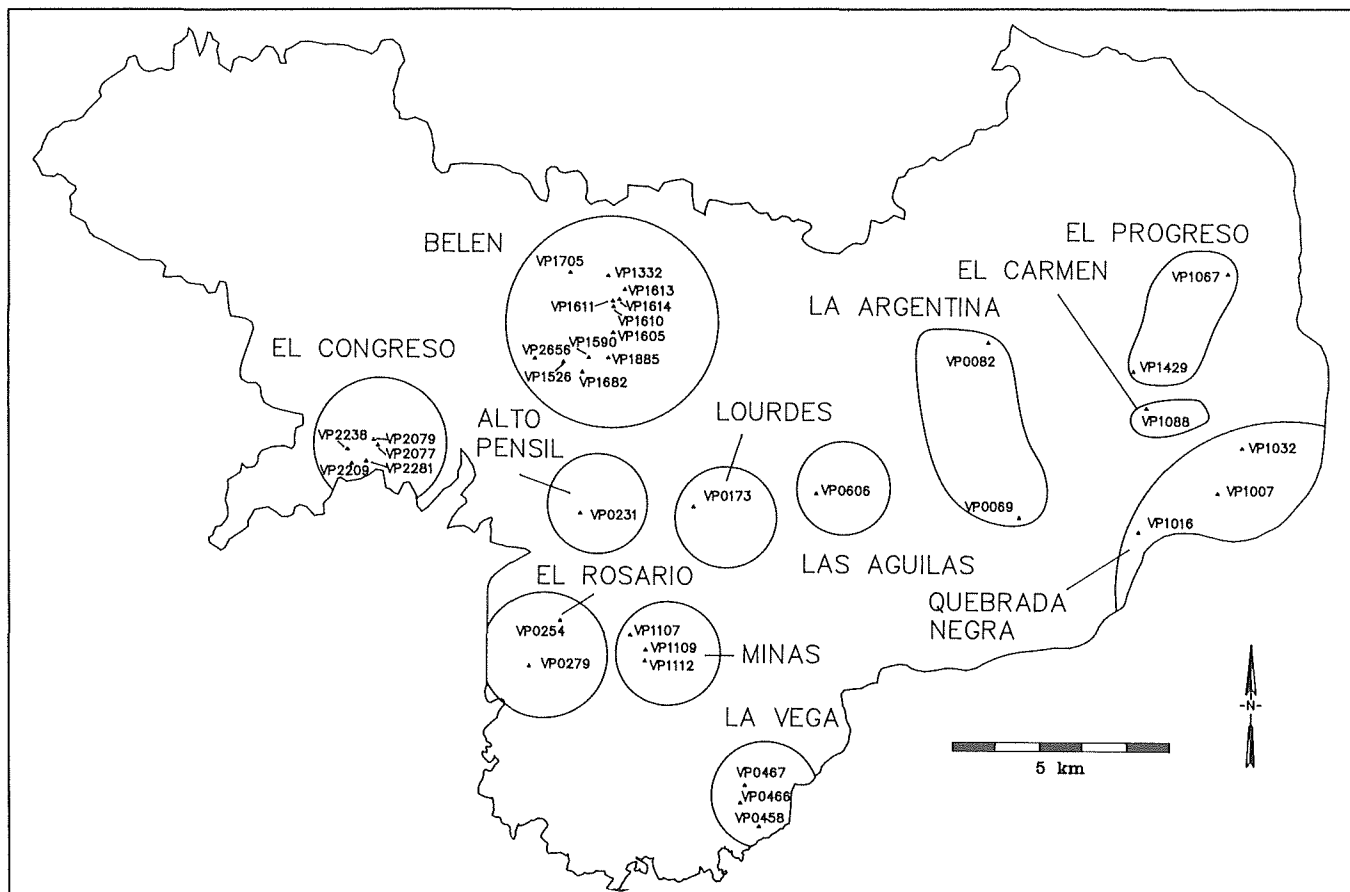 BELEN
VP1705
VP1332
VP1613
VP1611
VP1614
VP1610
VP1605
VP1590
VP2656
VP1885
VP1526
VP1682
EL PROGRESO
VP1067
VP1429
EL CARMEN
VP1088
LA ARGENTINA
VP0082
VP0069
EL CONGRESO
VP2238
VP2079
VP2077
VP2209
VP2281
ALTO
PENSIL
VP0231
LOURDES
VP0173
VP0606
LAS AGUILAS
VP1032
VP1007
VP1016
QUEBRADA
NEGRA
EL ROSARIO
VP0254
VP0279
VP1107
VP1109
VP1112
MINAS
LA VEGA
VP0467
VP0466
VP0458
5 km
-N-